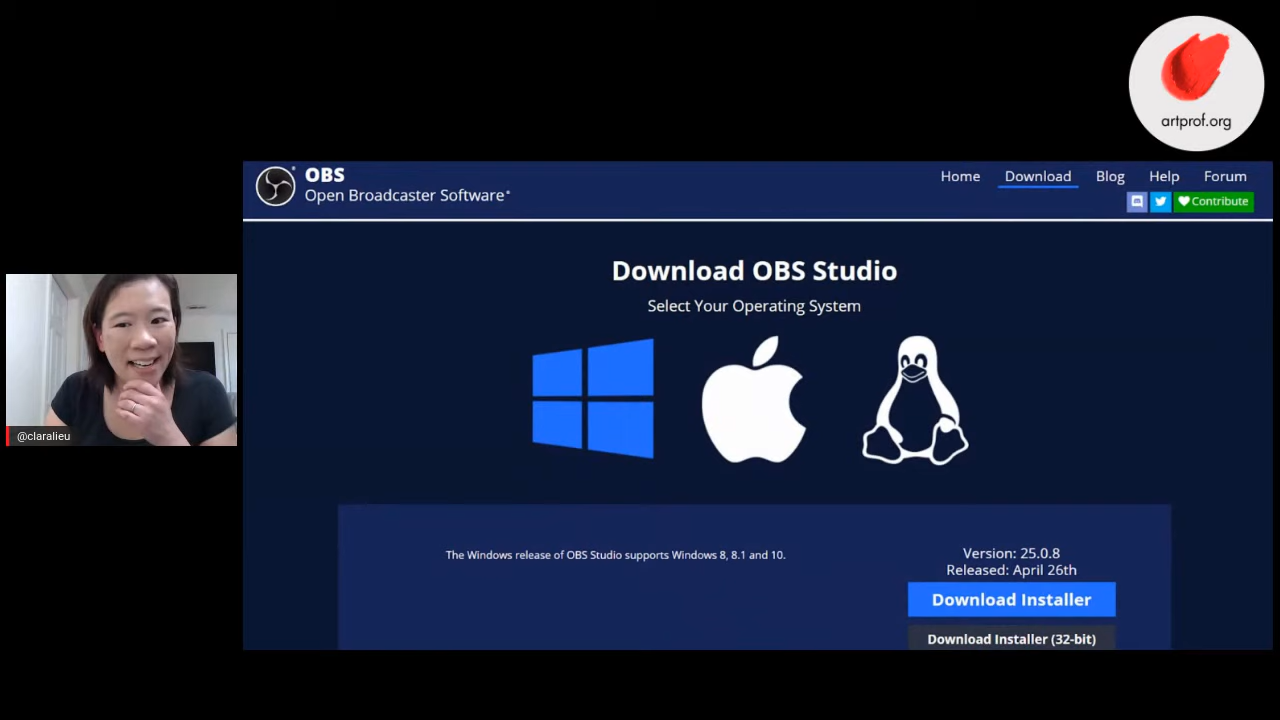 artprof.org
OBS
Open Broadcaster Software
Home Download Blog Help Forum
Contribute
Download OBS Studio
Select Your Operating System
@claralieu
The Windows release of OBS Studio supports Windows 8, 8.1 and 10.
Version: 25.0.8
Released: April 26th
Download Installer
Download Installer (32-bit)